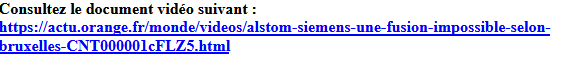 Consultez le document vidéo suivant :
https://actu.orange.fr/monde/videos/alstom-siemens-une-fusion-impossible-selon-
bruxelles-CNT000001cFLZ5.html